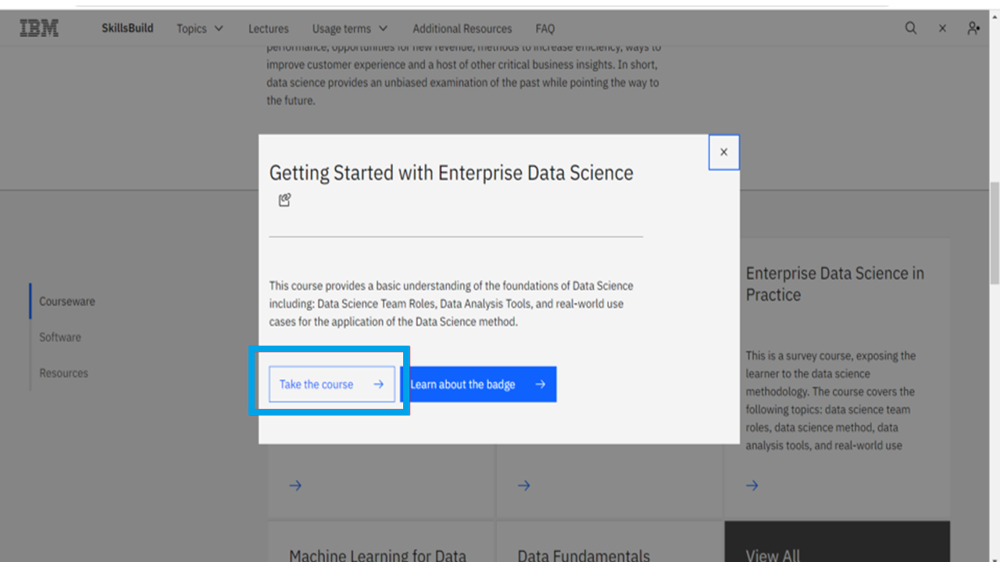 IBM SkillsBuild Topics Lectures Usage terms Additional Resources FAQ
performance, opportunities for new revenue, methods to increase efficiency, ways to
improve customer experience and a host of other critical business insights. In short,
data science provides an unbiased examination of the past while pointing the way to
the future.
Getting Started with Enterprise Data Science
This course provides a basic understanding of the foundations of Data Science
including: Data Science Team Roles, Data Analysis Tools, and real-world use
cases for the application of the Data Science method.
Take the course
Learn about the badge
Courseware
Software
Resources
Enterprise Data Science in
Practice
This is a survey course, exposing the
learner to the data science
methodology. The course covers the
following topics: data science team
roles, data science method, data
analysis tools, and real-world use
Machine Learning for Data
Data Fundamentals
View All